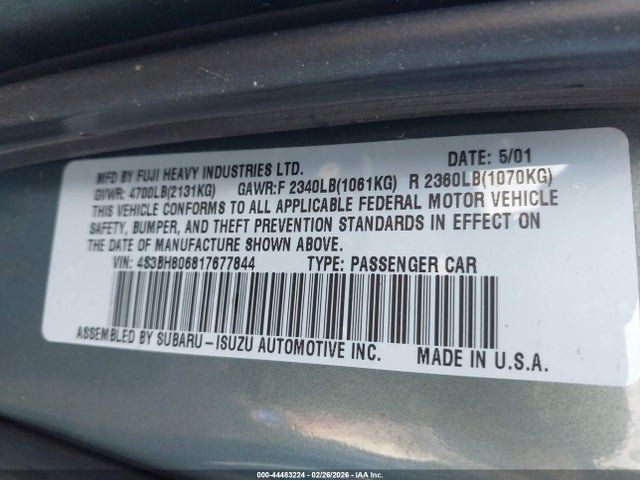 MFD BY FUJI HEAVY INDUSTRIES LTD. DATE: 5/01
GVWR: 4700LB(2131KG) GAWR:F 2340LB(1061KG) R 2360LB(1070KG)
THIS VEHICLE CONFORMS TO ALL APPLICABLE FEDERAL MOTOR VEHICLE
SAFETY, BUMPER, AND THEFT PREVENTION STANDARDS IN EFFECT ON
THE DATE OF MANUFACTURE SHOWN ABOVE.
VIN: 4S3BH806817677844 TYPE: PASSENGER CAR
ASSEMBLED BY SUBARU-ISUZU AUTOMOTIVE INC. MADE IN U.S.A.
000-44483224 - 02/26/2026 - IAA Inc.